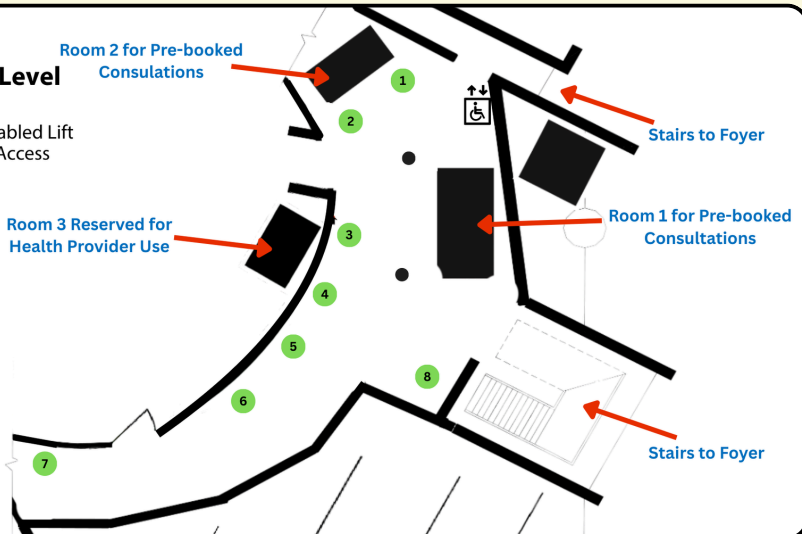 Room 2 for Pre-booked
Consulations
Level
abled Lift
Access
1
2
Stairs to Foyer
Room 3 Reserved for
Health Provider Use
Room 1 for Pre-booked
Consultations
3
4
5
6
7
8
Stairs to Foyer